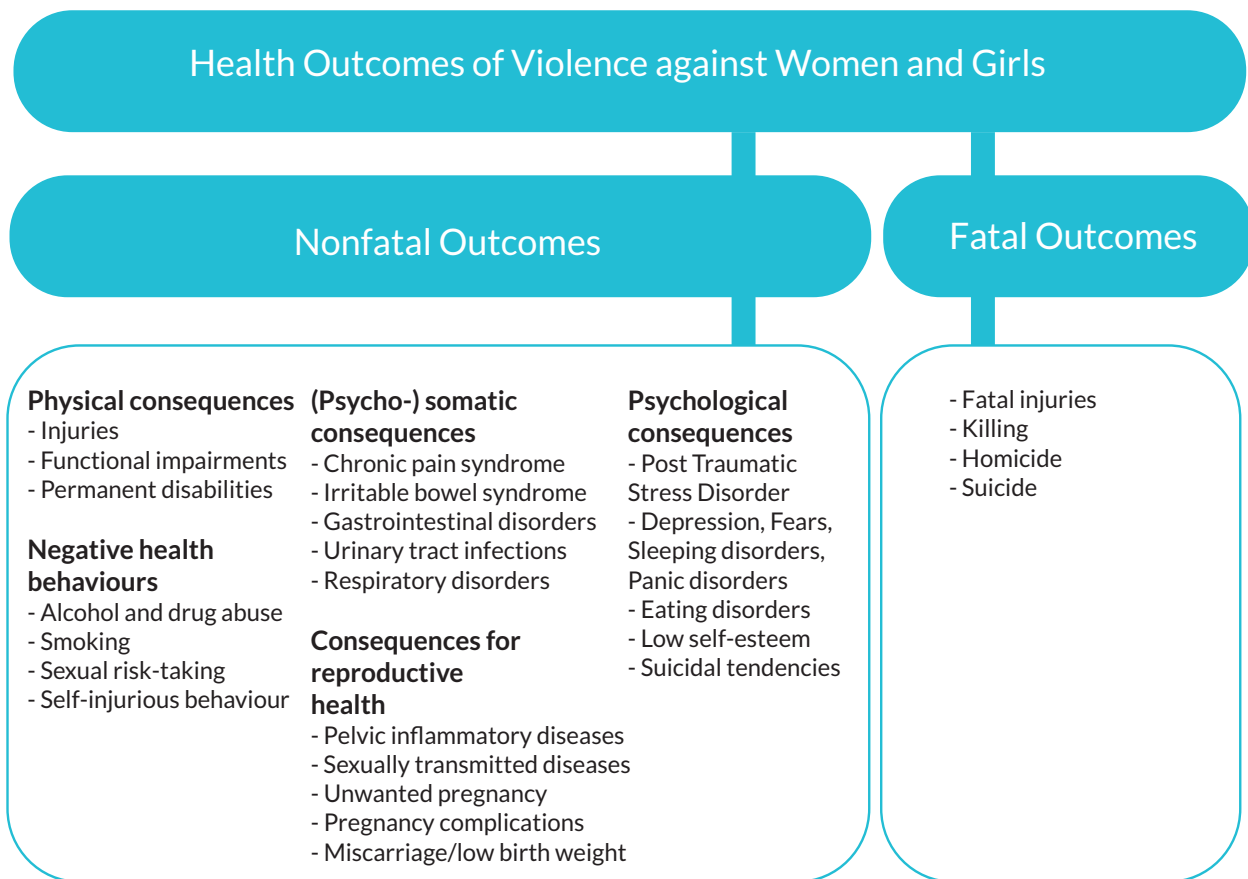 Health Outcomes of Violence against Women and Girls
Nonfatal Outcomes
Fatal Outcomes
Physical consequences
- Injuries
- Functional impairments
- Permanent disabilities
Negative health
behaviours
- Alcohol and drug abuse
- Smoking
- Sexual risk-taking
- Self-injurious behaviour
(Psycho-) somatic
consequences
- Chronic pain syndrome
- Irritable bowel syndrome
- Gastrointestinal disorders
- Urinary tract infections
- Respiratory disorders
Consequences for
reproductive
health
- Pelvic inflammatory diseases
- Sexually transmitted diseases
- Unwanted pregnancy
- Pregnancy complications
- Miscarriage/low birth weight
Psychological
consequences
- Post Traumatic
Stress Disorder
- Depression, Fears,
Sleeping disorders,
Panic disorders
- Eating disorders
- Low self-esteem
- Suicidal tendencies
- Fatal injuries
- Killing
- Homicide
- Suicide